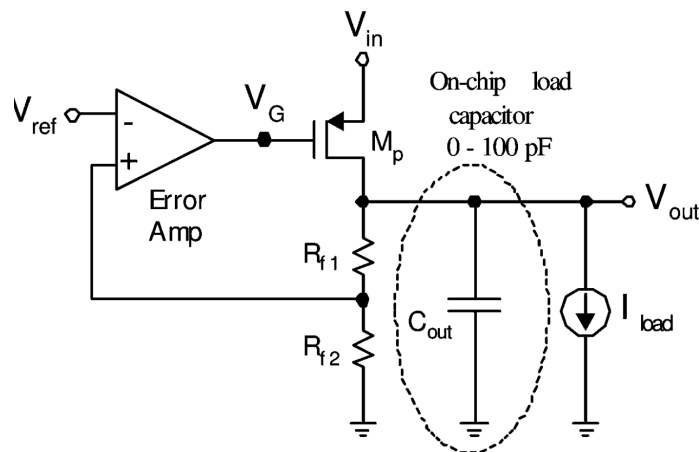 V_in
On-chip load
capacitor
0 - 100 pF
V_ref
-
+
V_G
M_p
Error
Amp
V_out
R_f1
C_out
I_load
R_f2